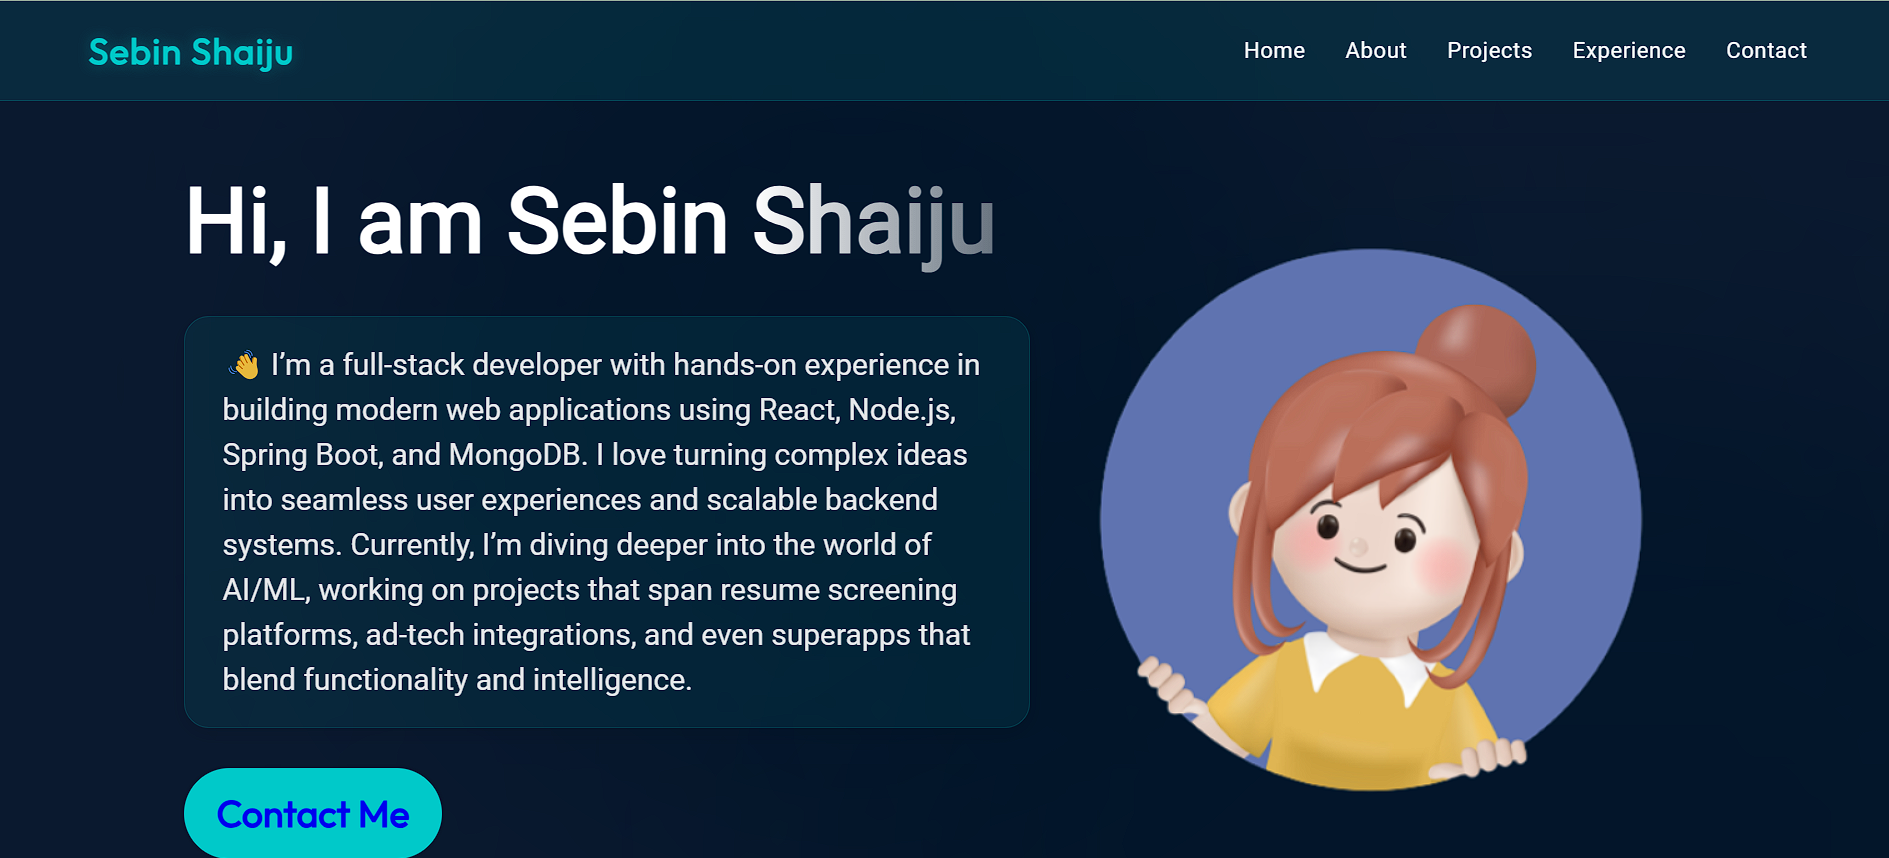 Sebin Shaiju
Home About Projects Experience Contact
Hi, I am Sebin Shaiju
👋 I’m a full-stack developer with hands-on experience in
building modern web applications using React, Node.js,
Spring Boot, and MongoDB. I love turning complex ideas
into seamless user experiences and scalable backend
systems. Currently, I’m diving deeper into the world of
AI/ML, working on projects that span resume screening
platforms, ad-tech integrations, and even superapps that
blend functionality and intelligence.
Contact Me